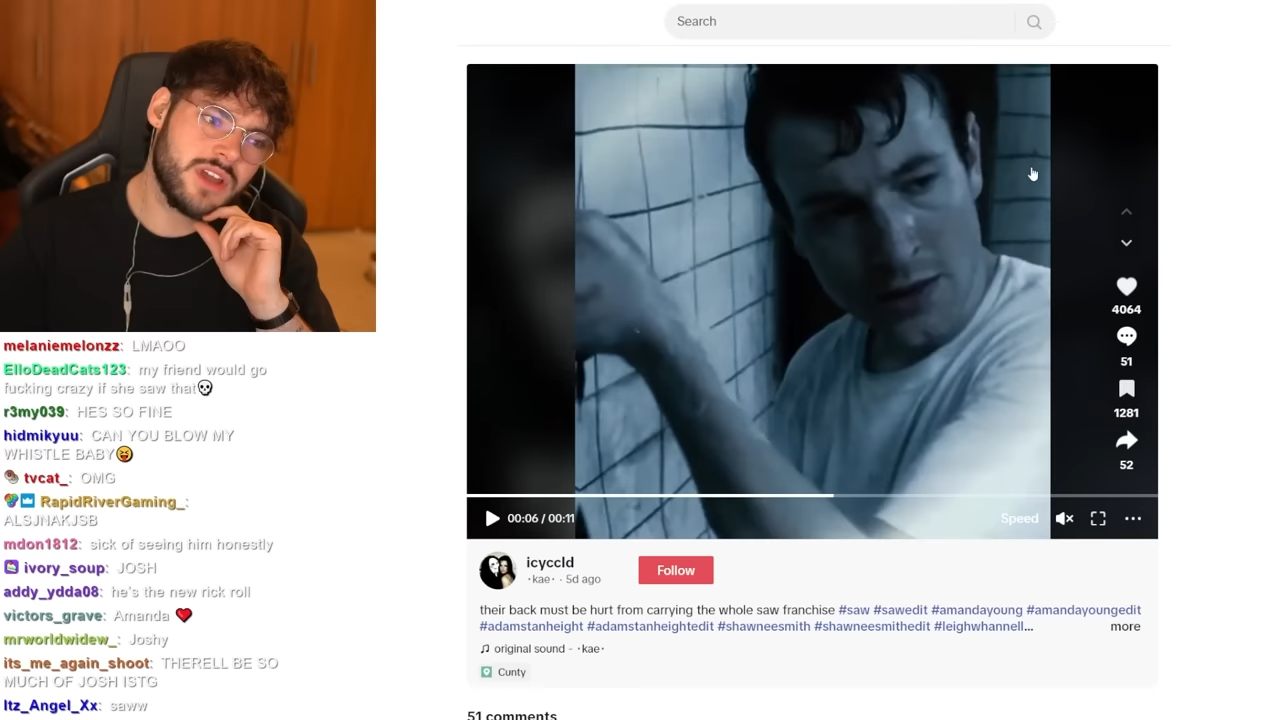 Search
4064
51
1281
52
00:06 / 00:11
Speed
icyccld
·kae· · 5d ago
Follow
their back must be hurt from carrying the whole saw franchise #saw #sawedit #amandayoung #amandayoungedit
#adamstanheight #adamstanheightedit #shawneesmith #shawneesmithedit #leighwhannell...
more
original sound - ·kae·
Cunty
51 comments
melaniemelonzz: LMAOO
ElloDeadCats123: my friend would go
fucking crazy if she saw that💀
r3my039: HES SO FINE
hidmikyuu: CAN YOU BLOW MY
WHISTLE BABY😝
tvcat_: OMG
RapidRiverGaming_:
ALSJNAKJSB
mdon1812: sick of seeing him honestly
ivory_soup: JOSH
addy_ydda08: he's the new rick roll
victors_grave: Amanda ♥
mrworldwidew_: Joshy
its_me_again_shoot: THERELL BE SO
MUCH OF JOSH ISTG
Itz_Angel_Xx: saww